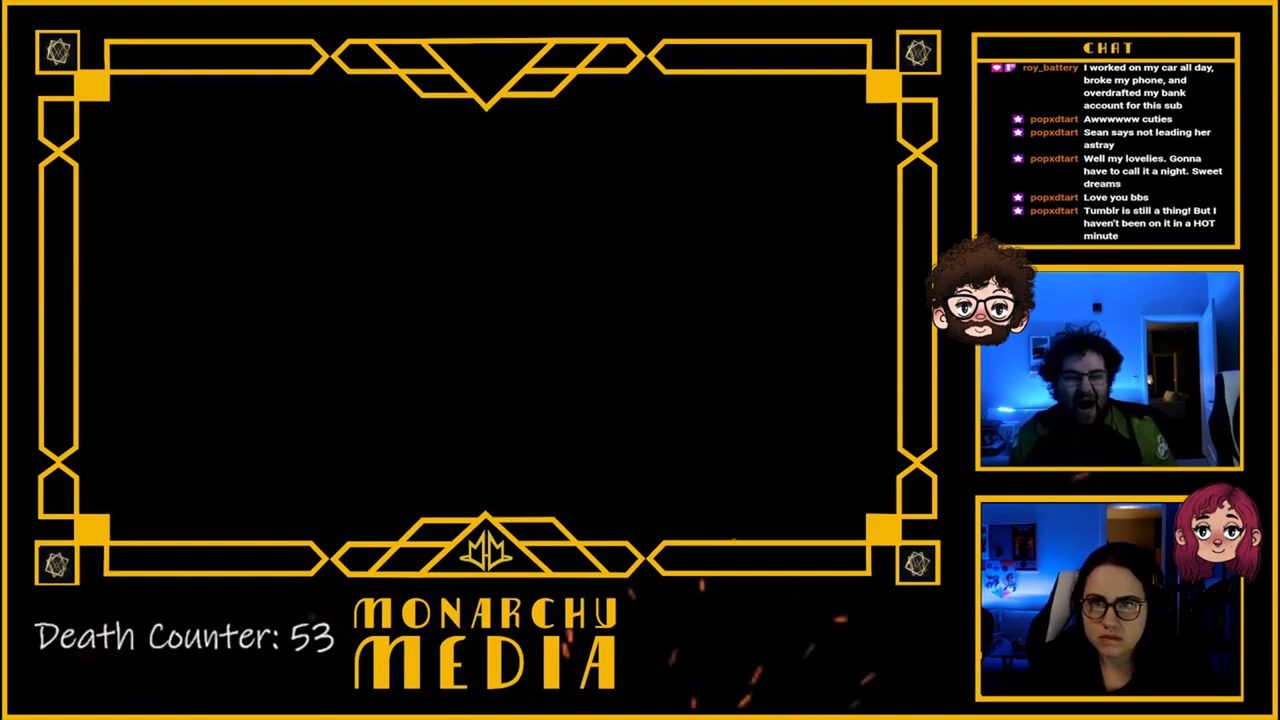 CHAT
roy_battery I worked on my car all day,
broke my phone, and
overdrafted my bank
account for this sub
popxdtart Awwwwww cuties
popxdtart Sean says not leading her
astray
popxdtart Well my lovelies. Gonna
have to call it a night. Sweet
dreams
popxdtart Love you bbs
popxdtart Tumblr is still a thing! But I
haven't been on it in a HOT
minute
Death Counter: 53
MONARCHY
MEDIA